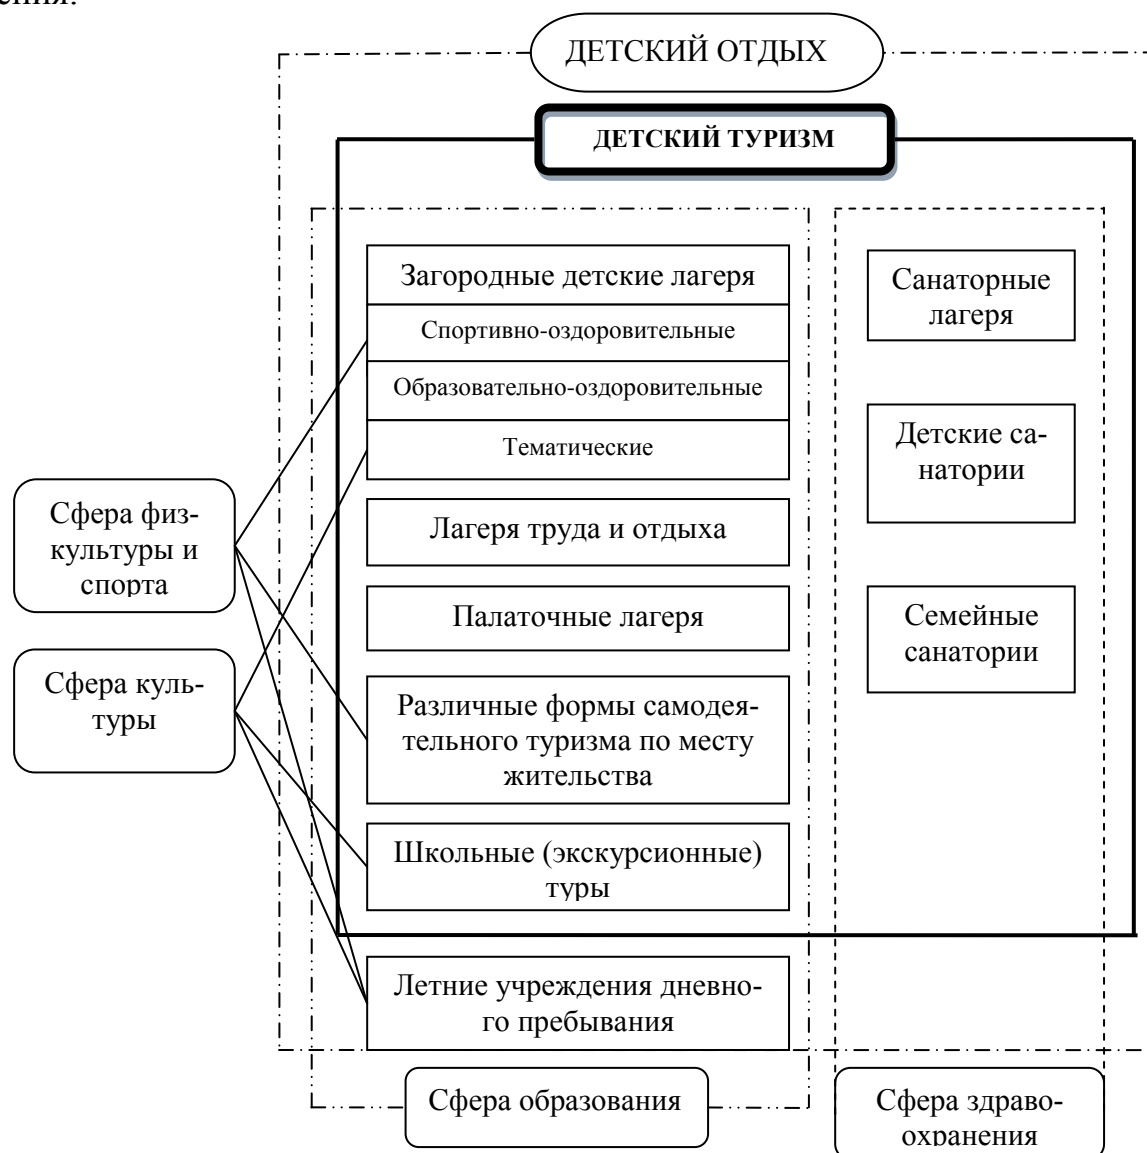 ения.
ДЕТСКИЙ ОТДЫХ
ДЕТСКИЙ ТУРИЗМ
Загородные детские лагеря
Спортивно-оздоровительные
Образовательно-оздоровительные
Тематические
Лагеря труда и отдыха
Палаточные лагеря
Различные формы самодея-
тельного туризма по месту
жительства
Школьные (экскурсионные)
туры
Летние учреждения дневно-
го пребывания
Санаторные
лагеря
Детские са-
натории
Семейные
санатории
Сфера физ-
культуры и
спорта
Сфера куль-
туры
Сфера образования
Сфера здраво-
охранения